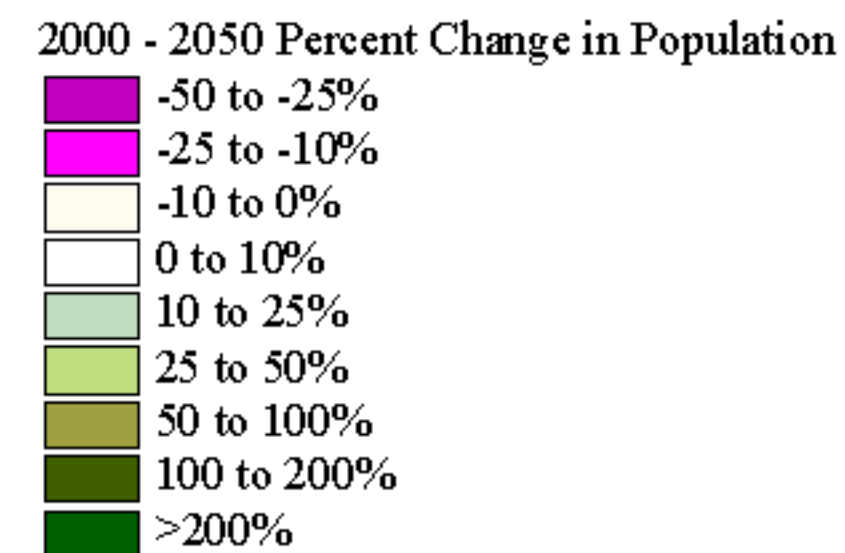 2000 - 2050 Percent Change in Population
-50 to -25%
-25 to -10%
-10 to 0%
0 to 10%
10 to 25%
25 to 50%
50 to 100%
100 to 200%
>200%